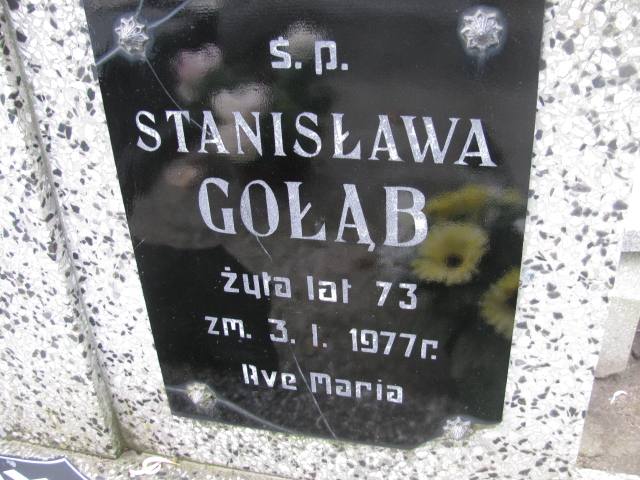 ś. p.
STANISŁAWA
GOŁĄB
żyła lat 73
zm. 3. I. 1977r.
Ave Maria